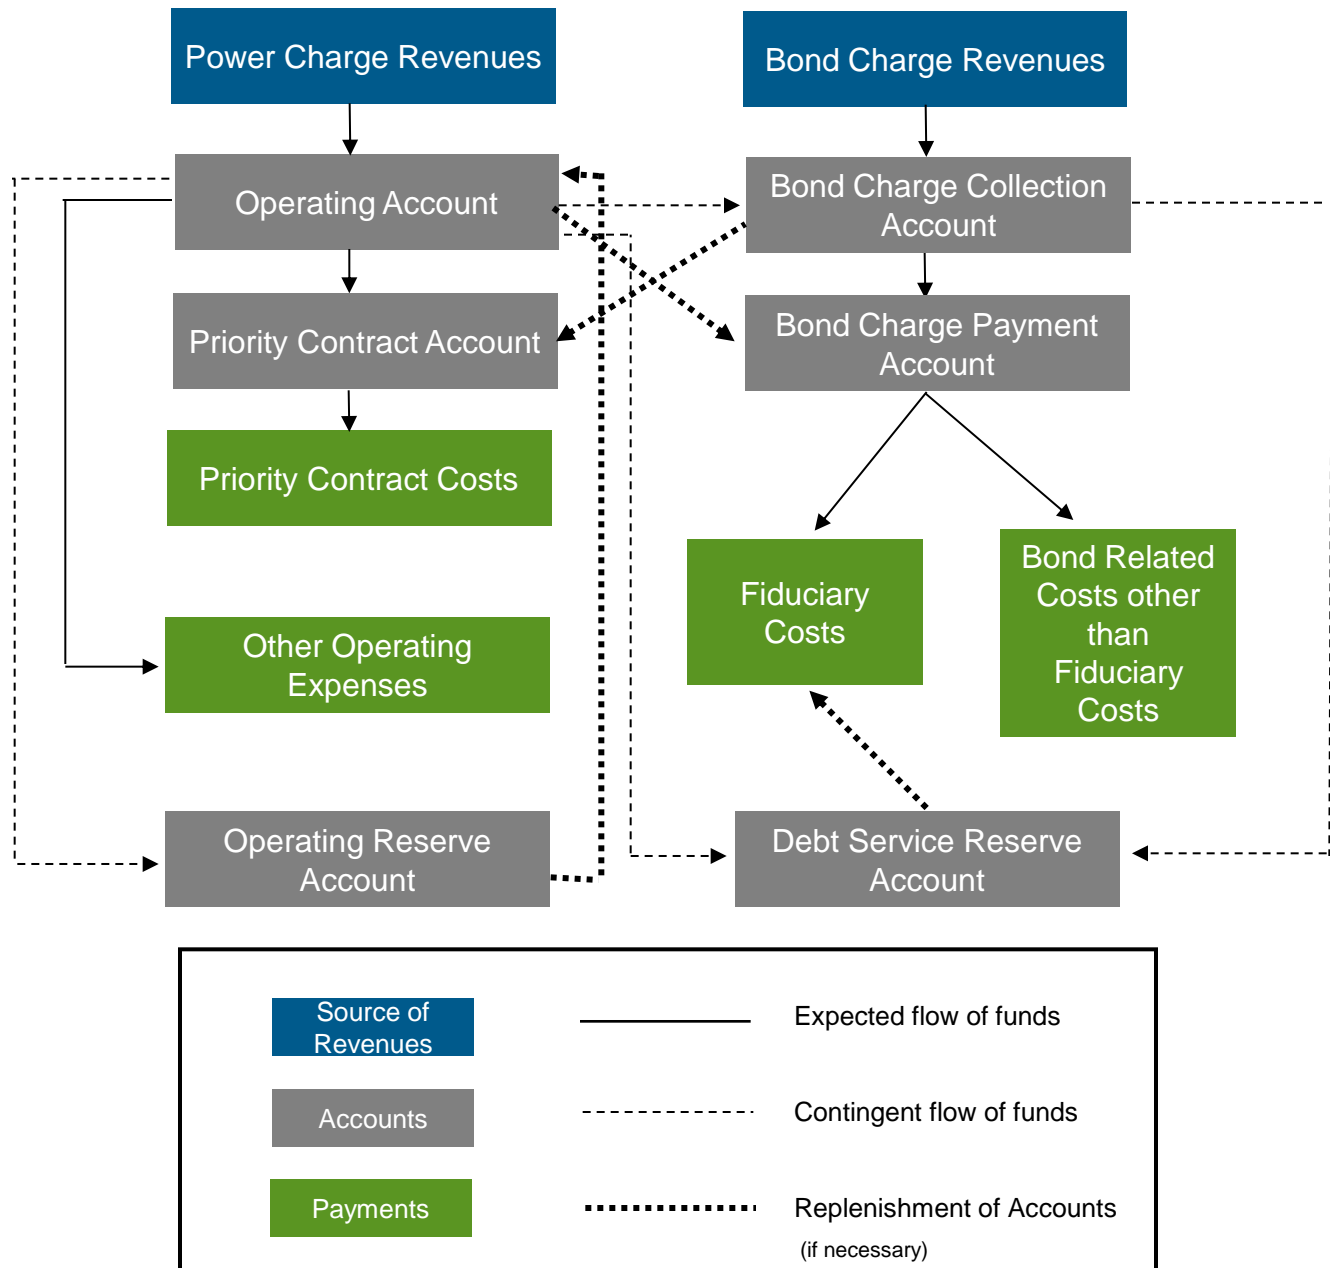 Power Charge Revenues
Bond Charge Revenues
Operating Account
Bond Charge Collection
Account
Priority Contract Account
Bond Charge Payment
Account
Priority Contract Costs
Fiduciary
Costs
Bond Related
Costs other
than
Fiduciary
Costs
Other Operating
Expenses
Operating Reserve
Account
Debt Service Reserve
Account
Source of
Revenues
Expected flow of funds
Accounts
Contingent flow of funds
Payments
Replenishment of Accounts
(if necessary)